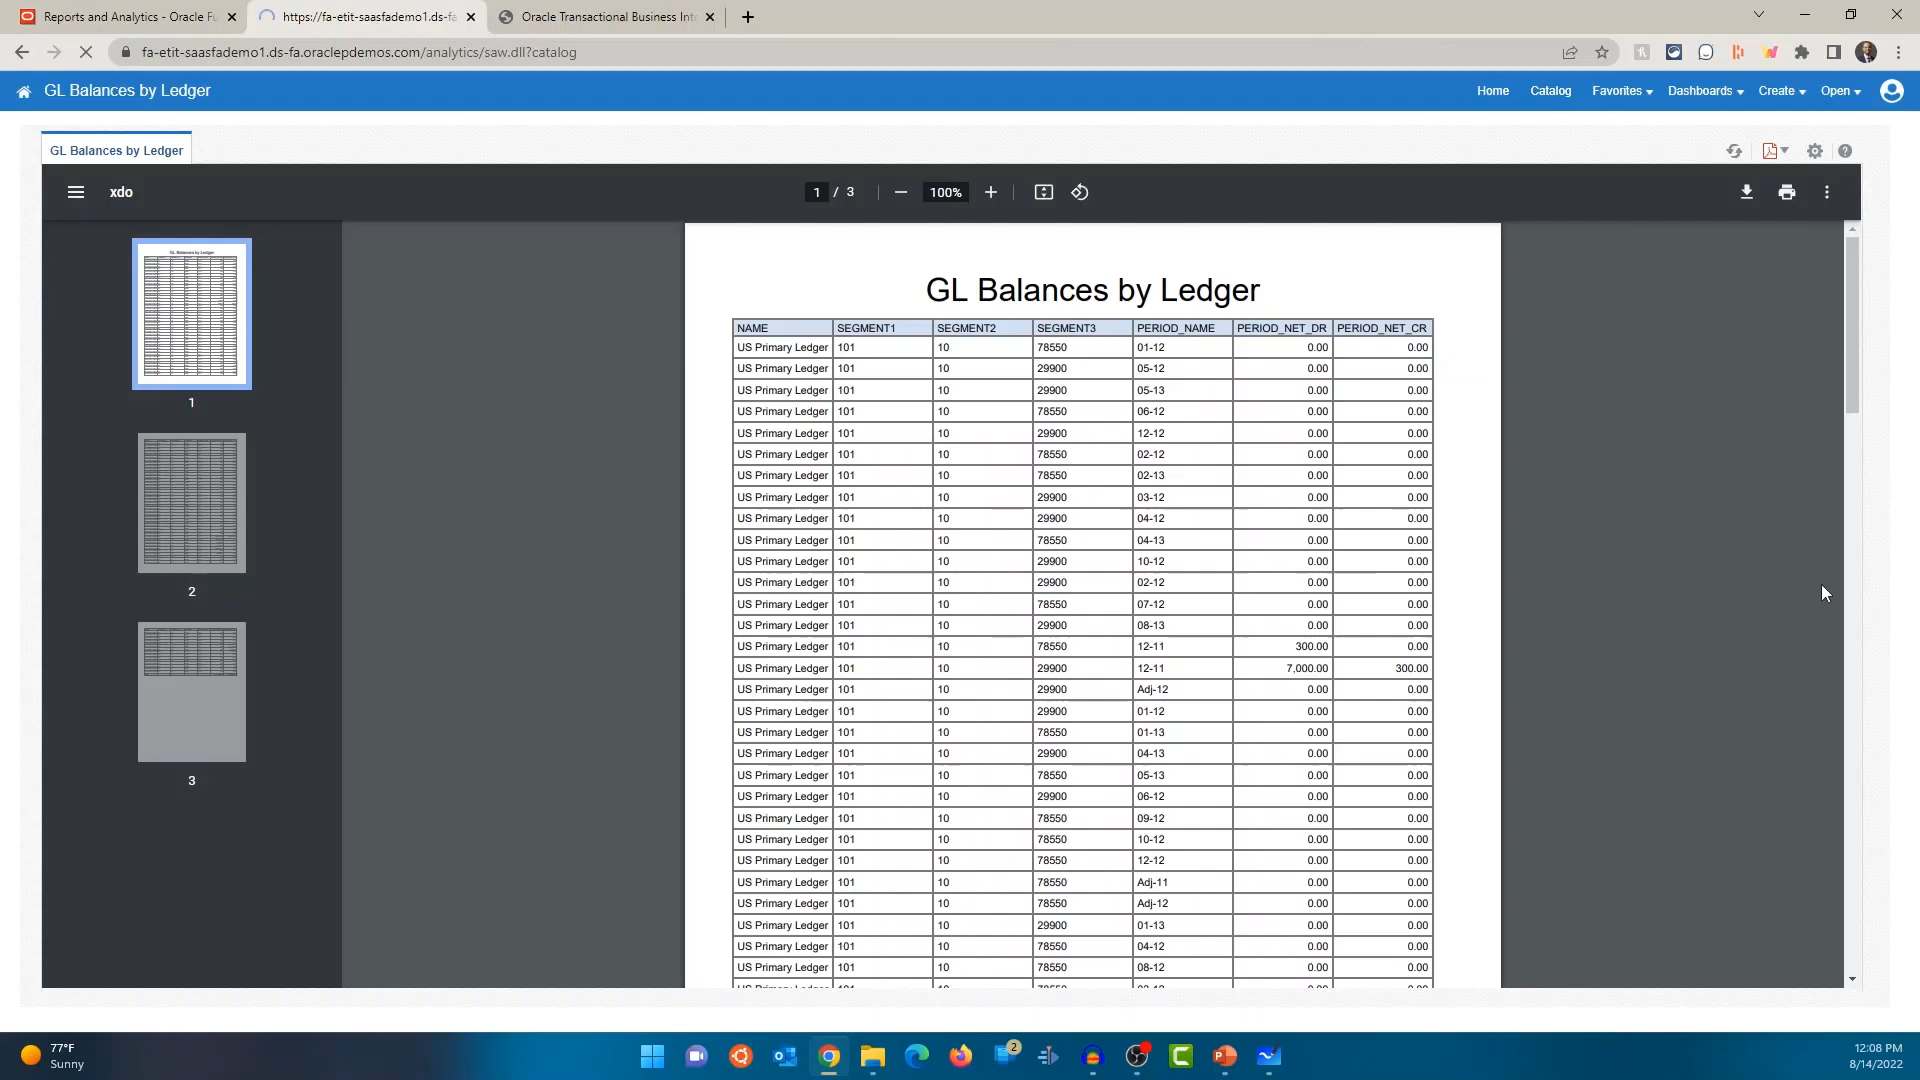 Reports and Analytics - Oracle Fu
https://fa-etit-saasfademo1.ds-fa
Oracle Transactional Business Int
fa-etit-saasfademo1.ds-fa.oraclepdemos.com/analytics/saw.dll?catalog
GL Balances by Ledger
Home Catalog Favorites Dashboards Create Open
GL Balances by Ledger
xdo
1 / 3
100%
1
2
3
GL Balances by Ledger
NAME SEGMENT1 SEGMENT2 SEGMENT3 PERIOD_NAME PERIOD_NET_DR PERIOD_NET_CR
US Primary Ledger 101 10 78550 01-12 0.00 0.00
US Primary Ledger 101 10 29900 05-12 0.00 0.00
US Primary Ledger 101 10 29900 05-13 0.00 0.00
US Primary Ledger 101 10 78550 06-12 0.00 0.00
US Primary Ledger 101 10 29900 12-12 0.00 0.00
US Primary Ledger 101 10 78550 02-12 0.00 0.00
US Primary Ledger 101 10 78550 02-13 0.00 0.00
US Primary Ledger 101 10 29900 03-12 0.00 0.00
US Primary Ledger 101 10 29900 04-12 0.00 0.00
US Primary Ledger 101 10 78550 04-13 0.00 0.00
US Primary Ledger 101 10 29900 10-12 0.00 0.00
US Primary Ledger 101 10 29900 02-12 0.00 0.00
US Primary Ledger 101 10 78550 07-12 0.00 0.00
US Primary Ledger 101 10 29900 08-13 0.00 0.00
US Primary Ledger 101 10 78550 12-11 300.00 0.00
US Primary Ledger 101 10 29900 12-11 7,000.00 300.00
US Primary Ledger 101 10 29900 Adj-12 0.00 0.00
US Primary Ledger 101 10 29900 01-12 0.00 0.00
US Primary Ledger 101 10 78550 01-13 0.00 0.00
US Primary Ledger 101 10 29900 04-13 0.00 0.00
US Primary Ledger 101 10 78550 05-13 0.00 0.00
US Primary Ledger 101 10 29900 06-12 0.00 0.00
US Primary Ledger 101 10 78550 09-12 0.00 0.00
US Primary Ledger 101 10 78550 10-12 0.00 0.00
US Primary Ledger 101 10 78550 12-12 0.00 0.00
US Primary Ledger 101 10 78550 Adj-11 0.00 0.00
US Primary Ledger 101 10 78550 Adj-12 0.00 0.00
US Primary Ledger 101 10 29900 01-13 0.00 0.00
US Primary Ledger 101 10 78550 04-12 0.00 0.00
US Primary Ledger 101 10 78550 08-12 0.00 0.00
77°F
Sunny
2
12:08 PM
8/14/2022